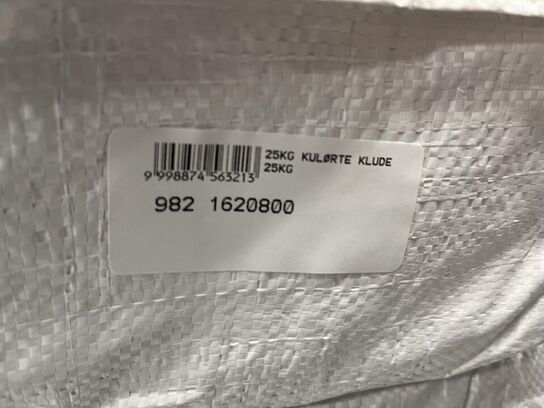 25KG KULØRTE KLUDE
25KG
9 998874 563213
982 1620800